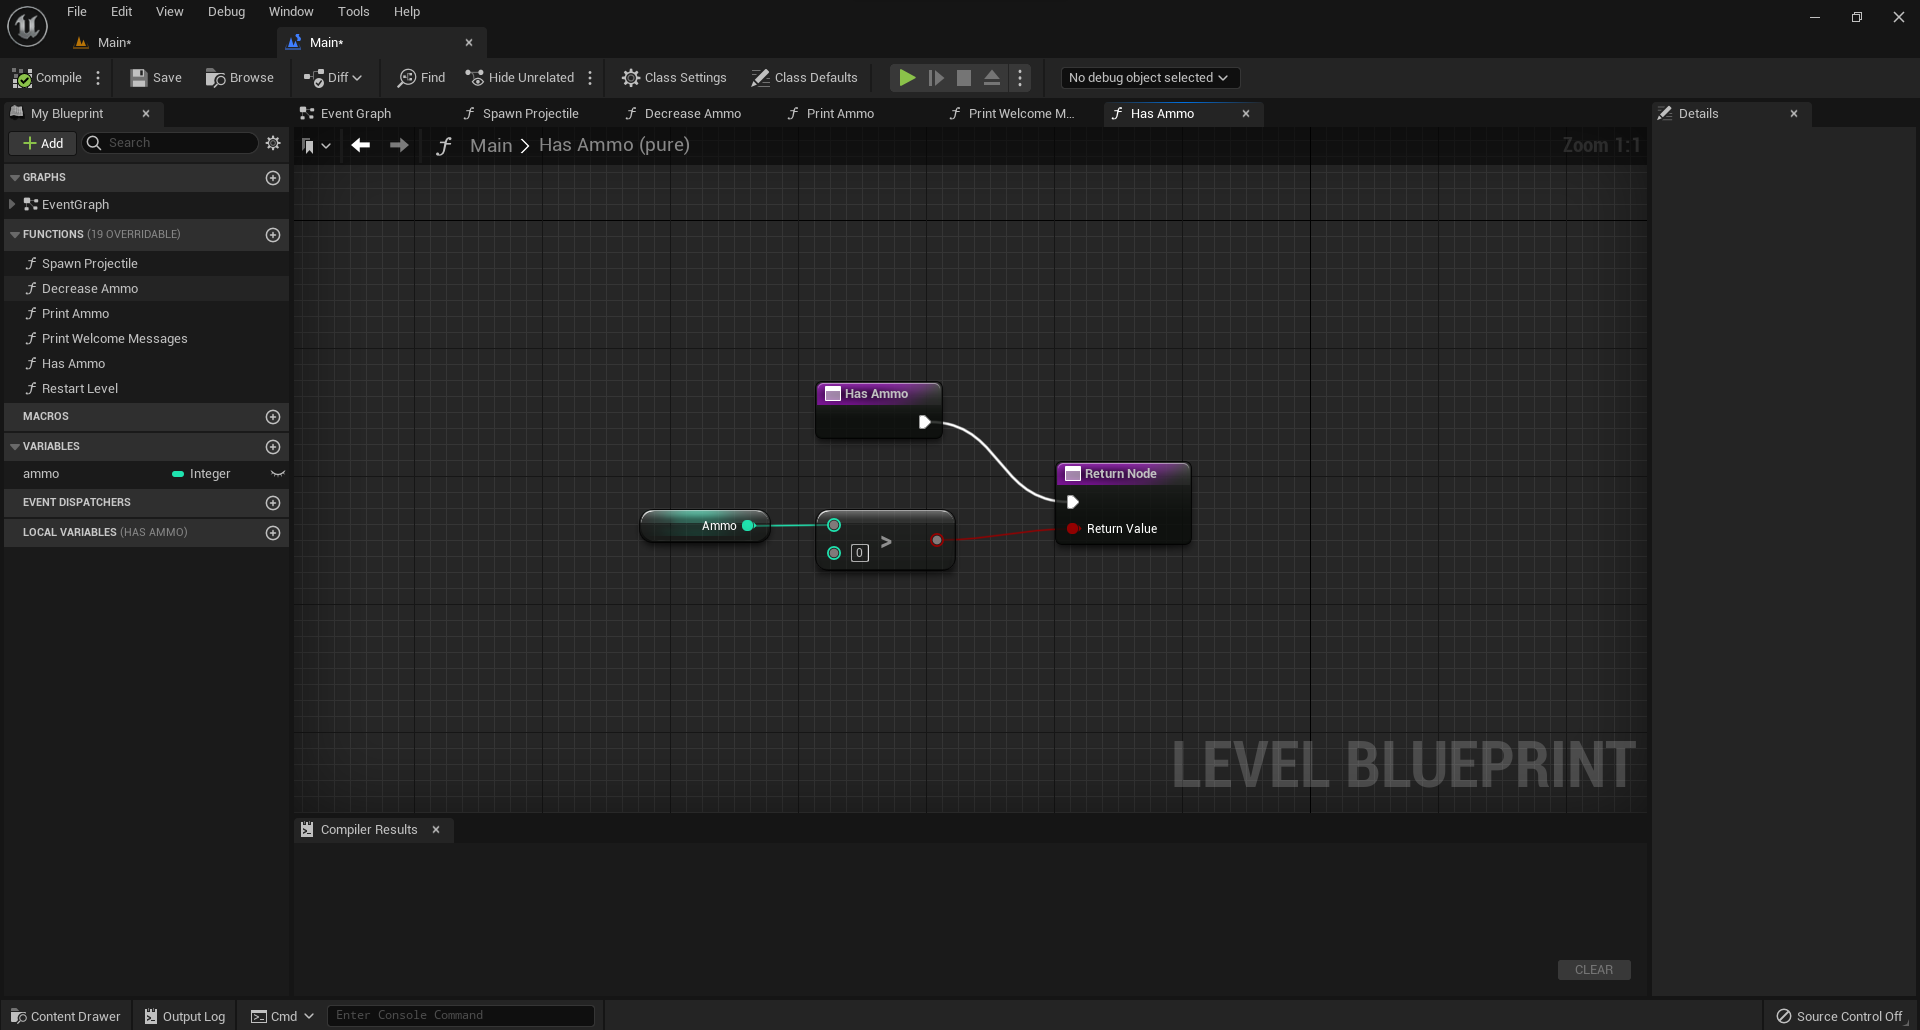 File Edit View Debug Window Tools Help
Main* Main*
Compile Save Browse Diff Find Hide Unrelated Class Settings Class Defaults No debug object selected
My Blueprint Event Graph Spawn Projectile Decrease Ammo Print Ammo Print Welcome M... Has Ammo Details
Add Search Main > Has Ammo (pure) Zoom 1:1
GRAPHS
EventGraph
FUNCTIONS (19 OVERRIDABLE)
Spawn Projectile
Decrease Ammo
Print Ammo
Print Welcome Messages
Has Ammo
Restart Level
MACROS
VARIABLES
ammo Integer
EVENT DISPATCHERS
LOCAL VARIABLES (HAS AMMO)
Has Ammo
Return Node
Return Value
Ammo
0 >
LEVEL BLUEPRINT
Compiler Results
CLEAR
Content Drawer Output Log Cmd Enter Console Command Source Control Off